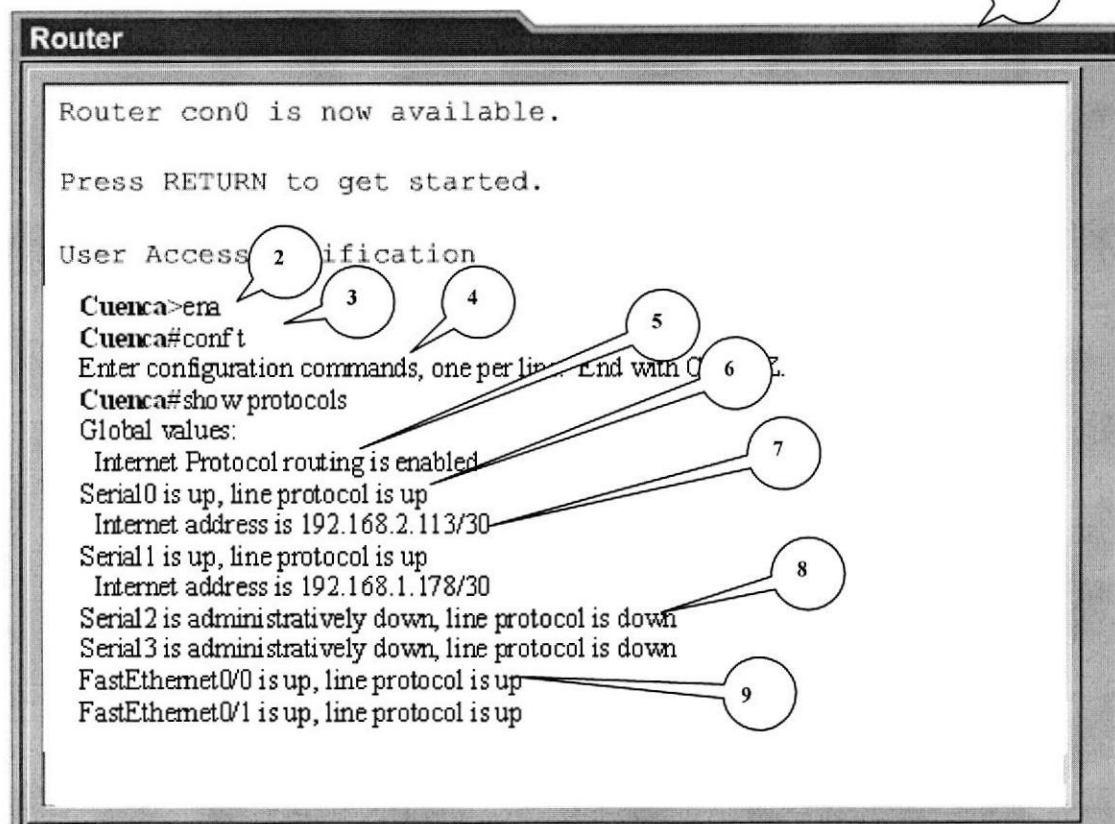 Router
Router con0 is now available.
Press RETURN to get started.
User Access ification
2
Cuenca>ena
3
4
Cuenca#conf t
5
Enter configuration commands, one per line. End with Z.
6
Cuenca#show protocols
Global values:
Internet Protocol routing is enabled
7
Serial0 is up, line protocol is up
Internet address is 192.168.2.113/30
Serial1 is up, line protocol is up
Internet address is 192.168.1.178/30
8
Serial2 is administratively down, line protocol is down
Serial3 is administratively down, line protocol is down
FastEthernet0/0 is up, line protocol is up
9
FastEthernet0/1 is up, line protocol is up